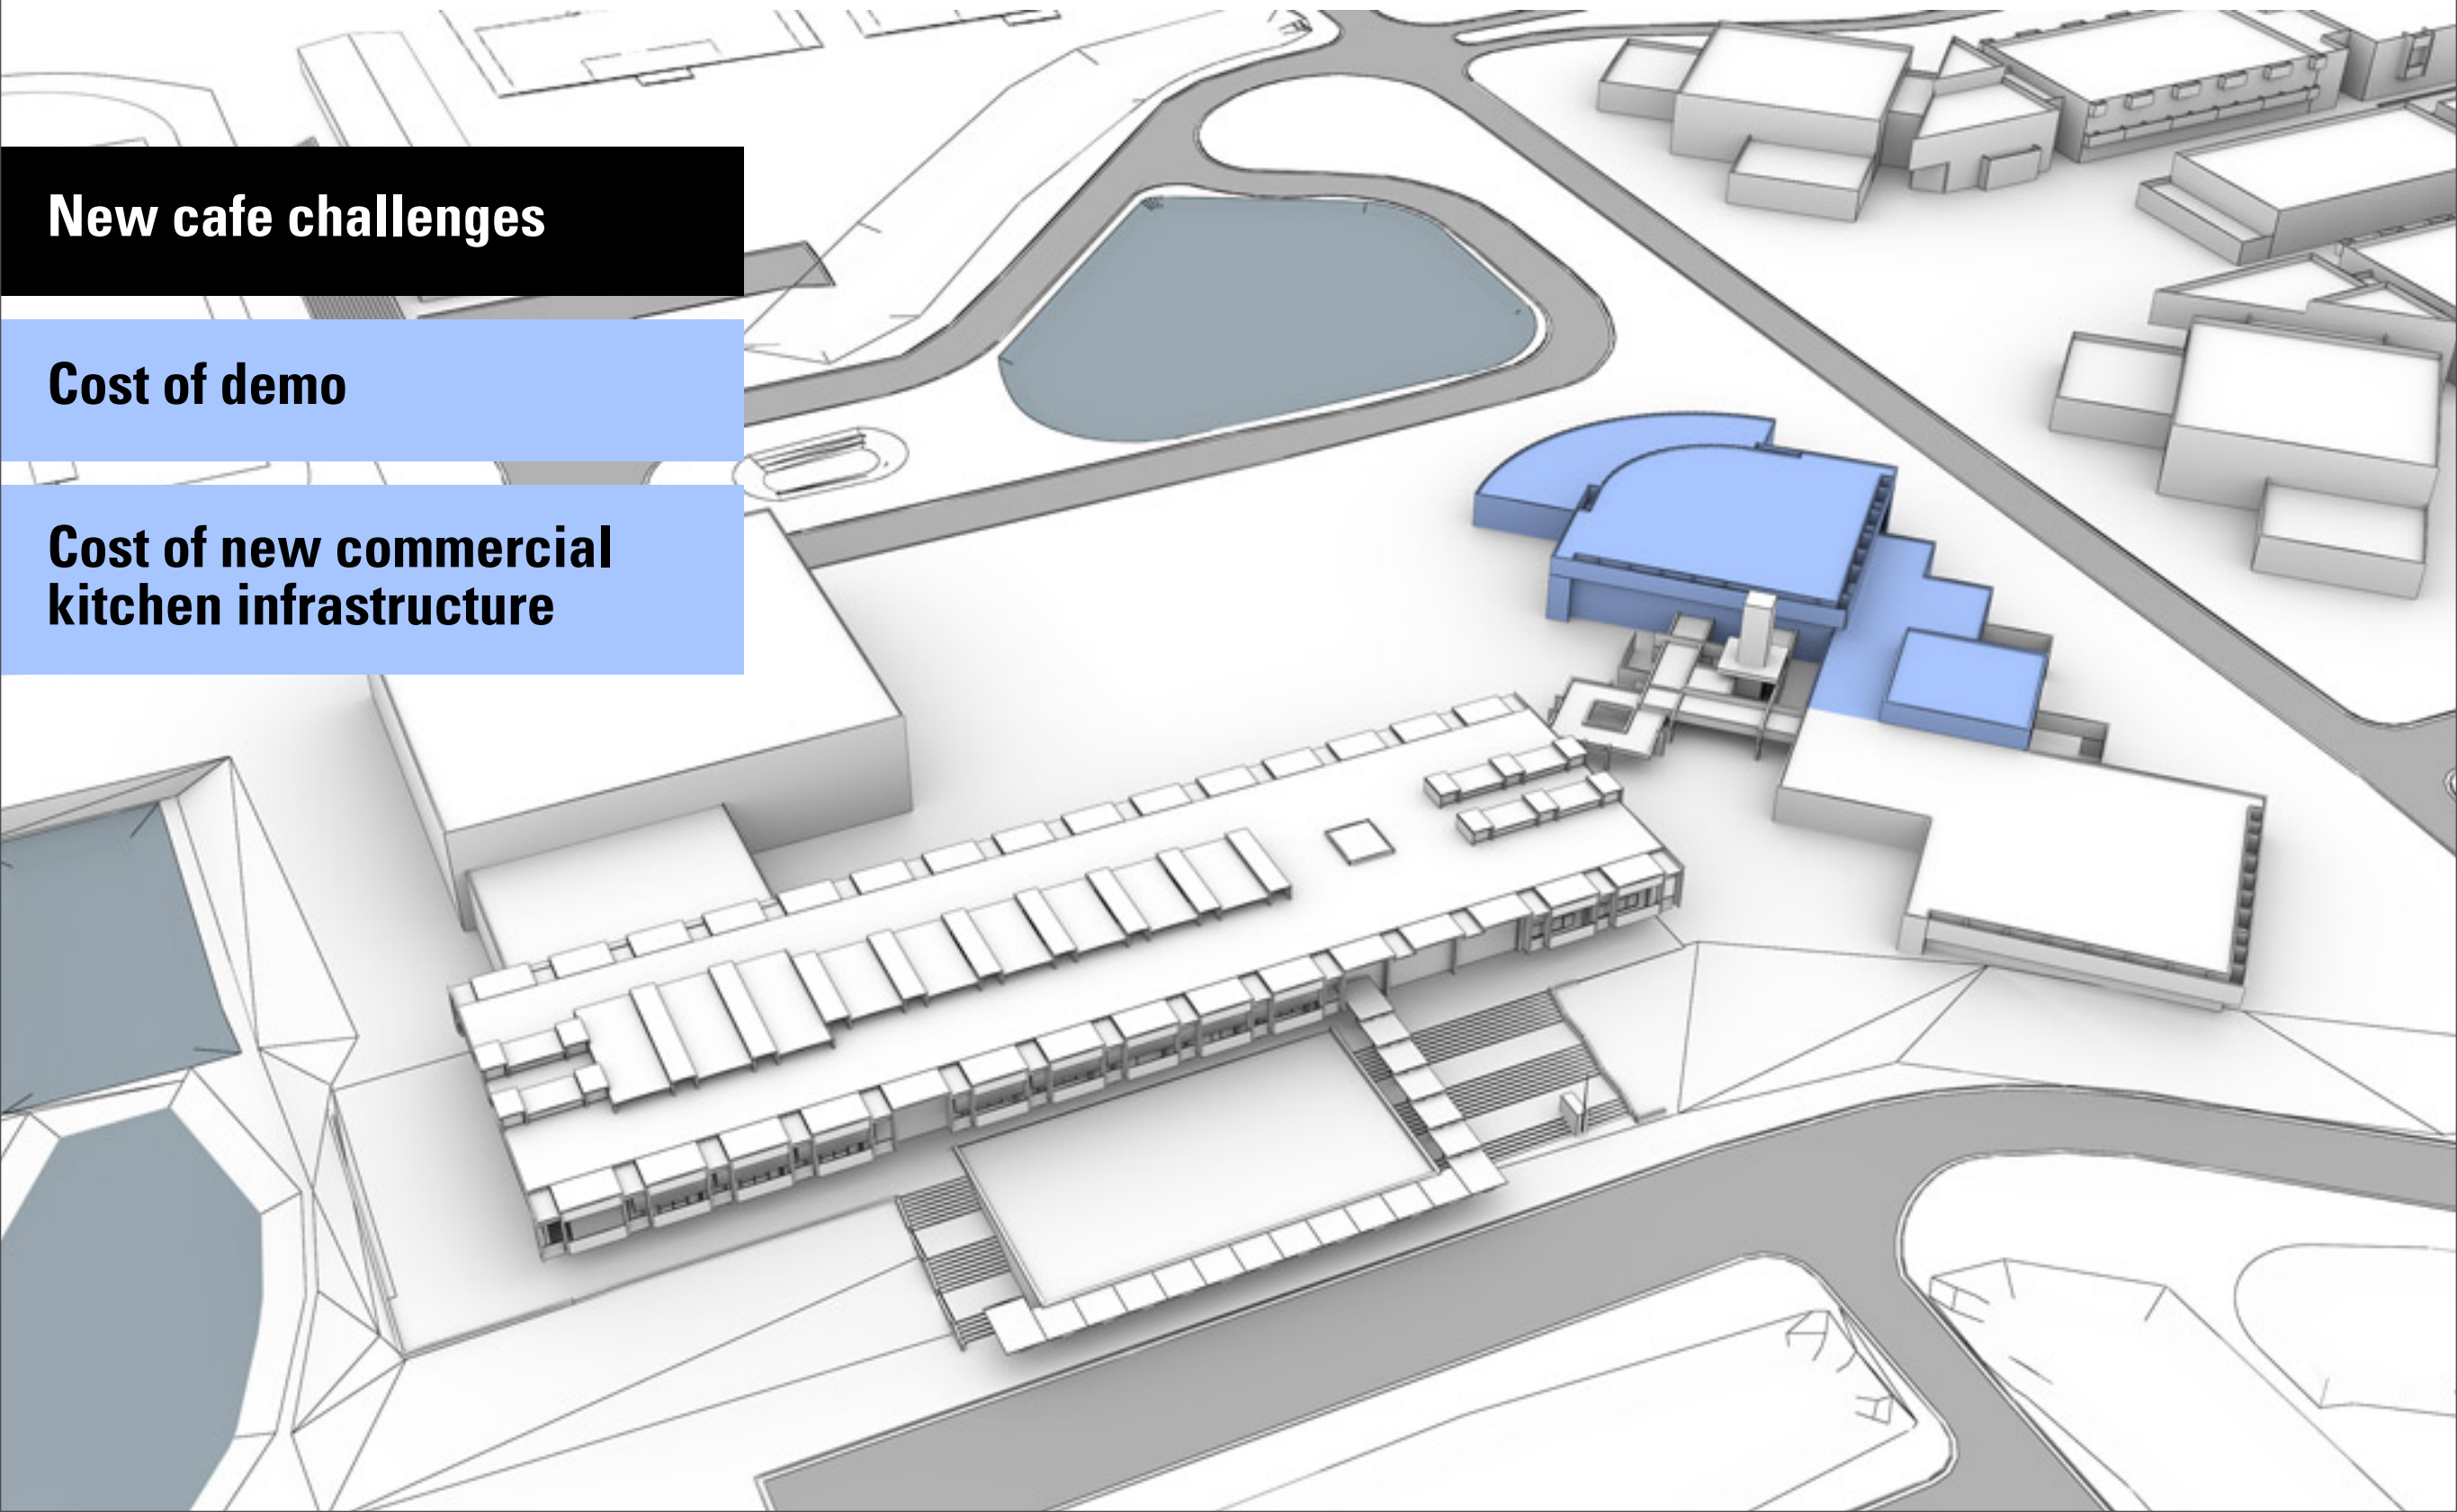 New cafe challenges
Cost of demo
Cost of new commercial
kitchen infrastructure